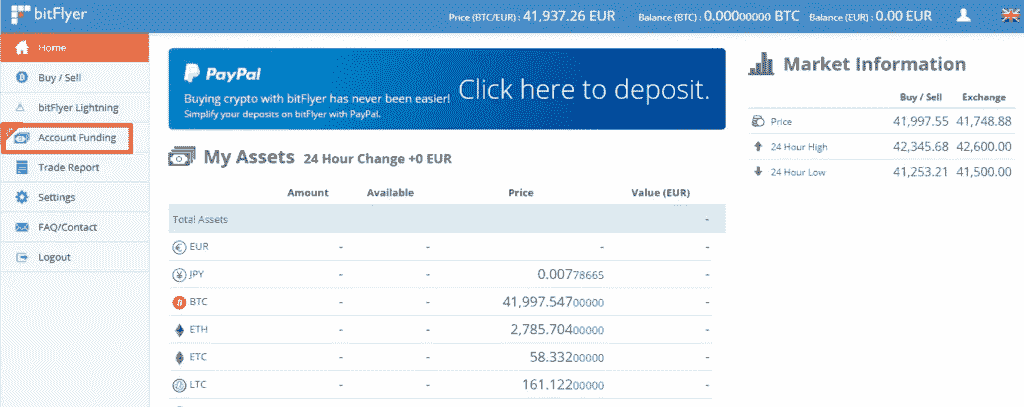 bitFlyer
Price (BTC/EUR) : 41,937.26 EUR Balance (BTC) : 0.00000000 BTC Balance (EUR) : 0.00 EUR
Home
Buy / Sell
bitFlyer Lightning
Account Funding
Trade Report
Settings
FAQ/Contact
Logout
PayPal
Buying crypto with bitFlyer has never been easier!
Simplify your deposits on bitFlyer with PayPal.
Click here to deposit.
My Assets 24 Hour Change +0 EUR
Amount Available Price Value (EUR)
Total Assets -
EUR - - - -
JPY - - 0.00778665 -
BTC - - 41,997.54700000 -
ETH - - 2,785.70400000 -
ETC - - 58.33200000 -
LTC - - 161.12200000 -
Market Information
Buy / Sell Exchange
Price 41,997.55 41,748.88
24 Hour High 42,345.68 42,600.00
24 Hour Low 41,253.21 41,500.00